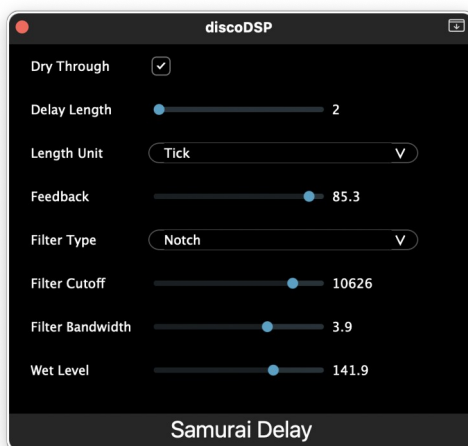 discoDSP
Dry Through
Delay Length 2
Length Unit Tick
Feedback 85.3
Filter Type Notch
Filter Cutoff 10626
Filter Bandwidth 3.9
Wet Level 141.9
Samurai Delay